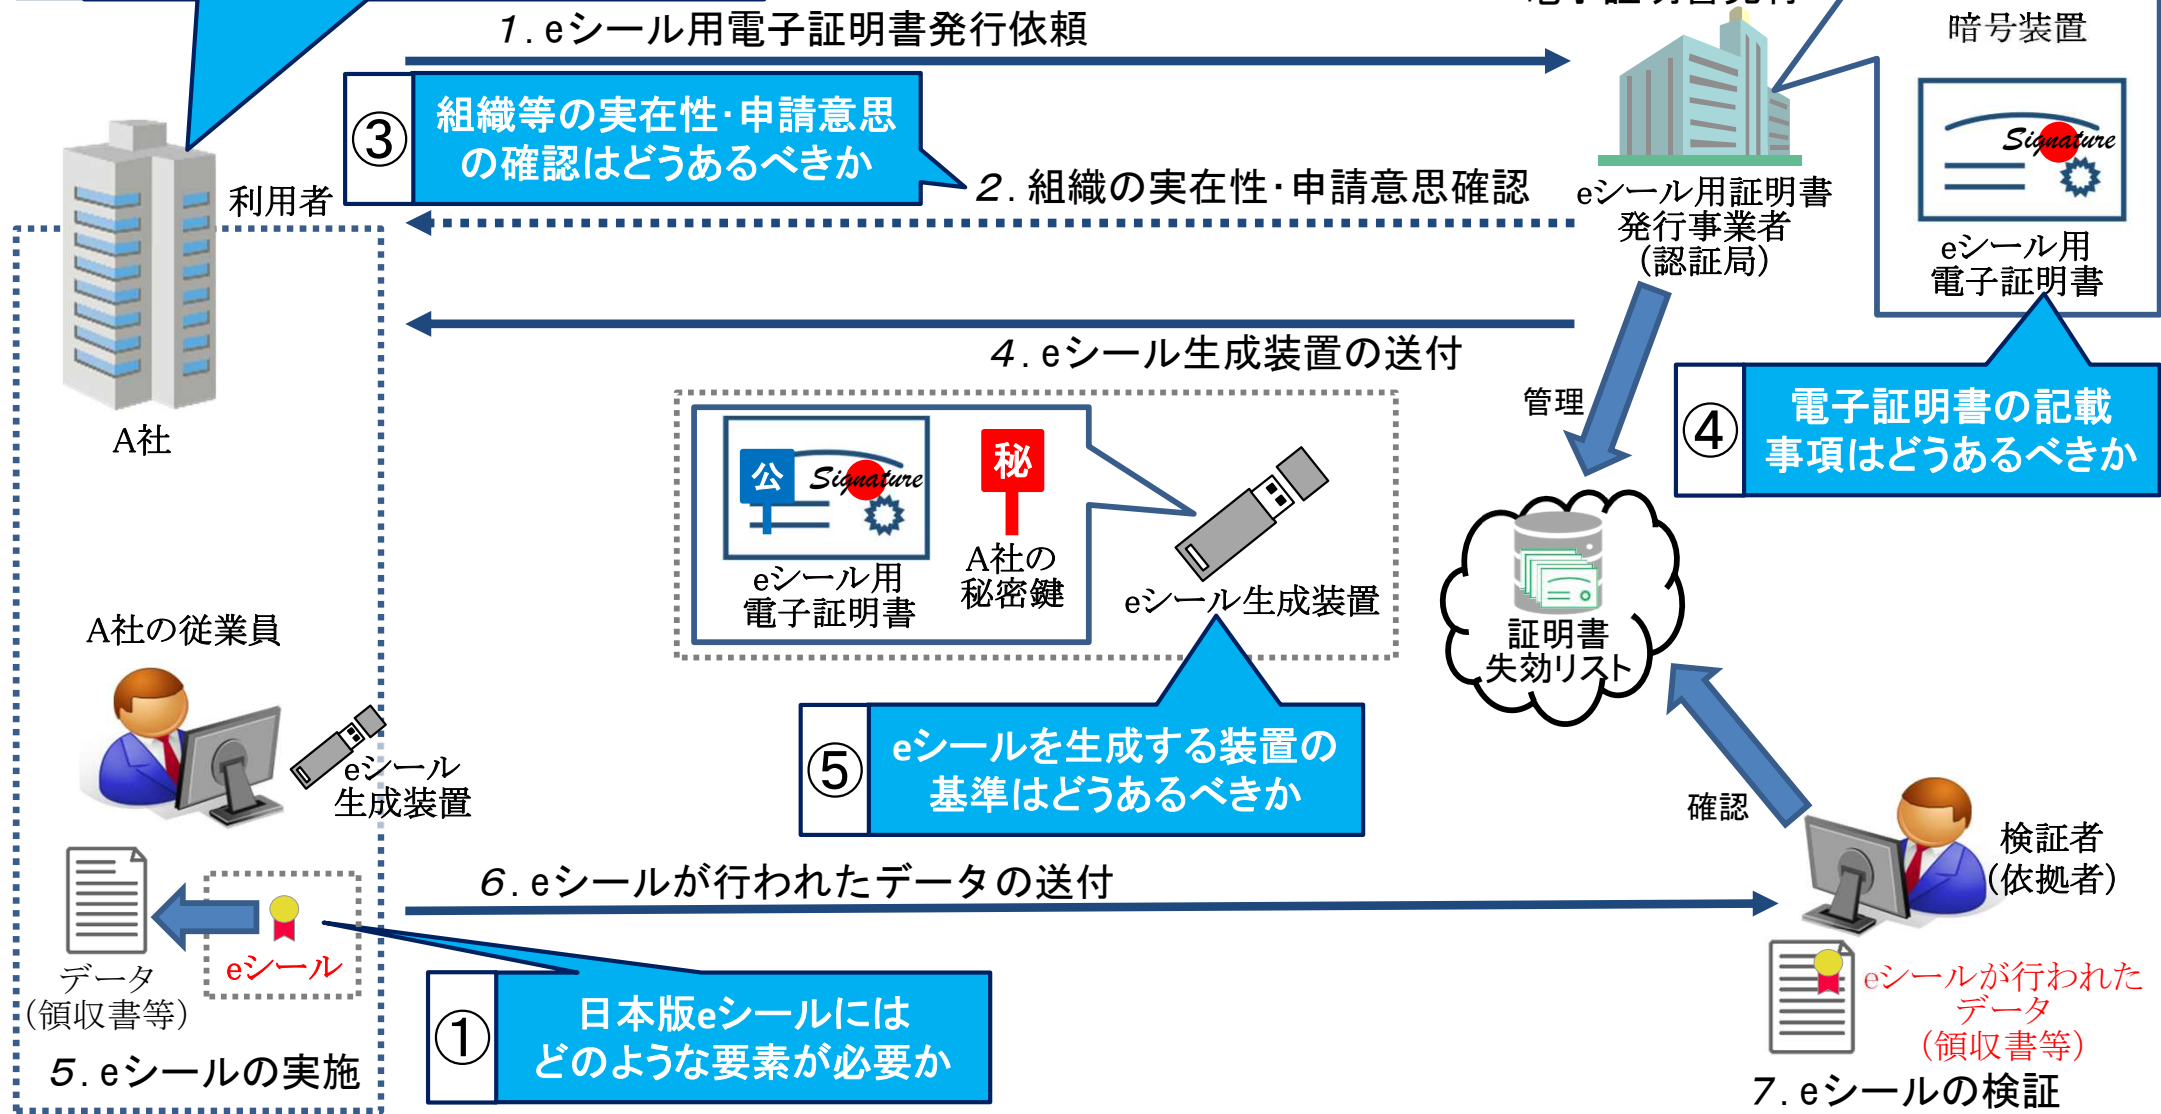 1．eシール用電子証明書発行依頼
暗号装置
③
組織等の実在性・申請意思
の確認はどうあるべきか
Signature
利用者
2．組織の実在性・申請意思確認
eシール用証明書
発行事業者
（認証局）
eシール用
電子証明書
4．eシール生成装置の送付
A社
管理
④
電子証明書の記載
事項はどうあるべきか
公
Signature
秘
eシール用
電子証明書
A社の
秘密鍵
eシール生成装置
証明書
失効リスト
A社の従業員
eシール
生成装置
⑤
eシールを生成する装置の
基準はどうあるべきか
確認
検証者
（依拠者）
6．eシールが行われたデータの送付
データ
（領収書等）
eシール
①
日本版eシールには
どのような要素が必要か
eシールが行われた
データ
（領収書等）
5．eシールの実施
7．eシールの検証